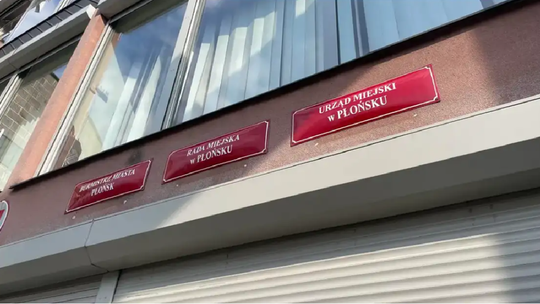 BURMISTRZ MIASTA
PŁOŃSK
RADA MIEJSKA
W PŁOŃSKU
URZĄD MIEJSKI
W PŁOŃSKU